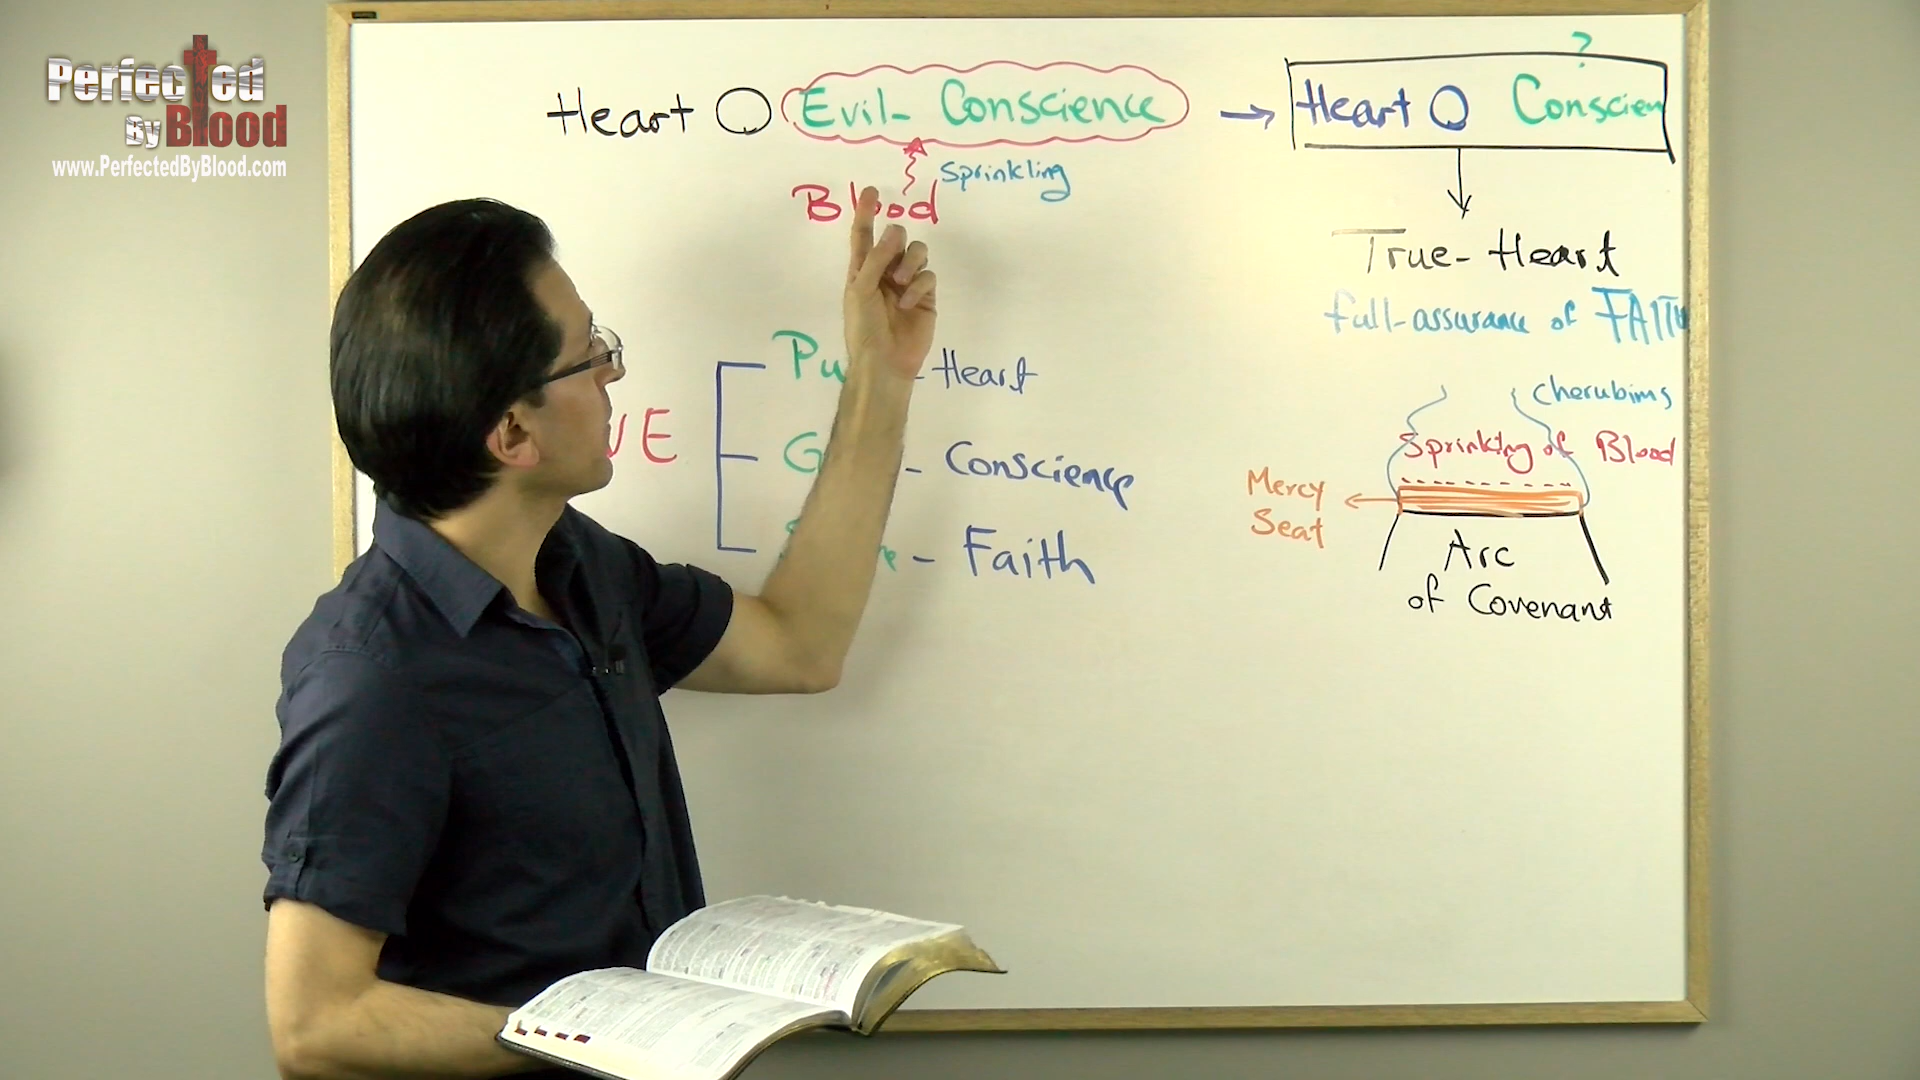 Perfected
By Blood
www.PerfectedByBlood.com
Heart Evil- Conscience → Heart Conscien
?
Sprinkling
Blood
True- Heart
full-assurance of FAITH
- Heart
VE
- Conscience
- Faith
Cherubims
Sprinkling of Blood
Mercy
Seat
Arc
of Covenant